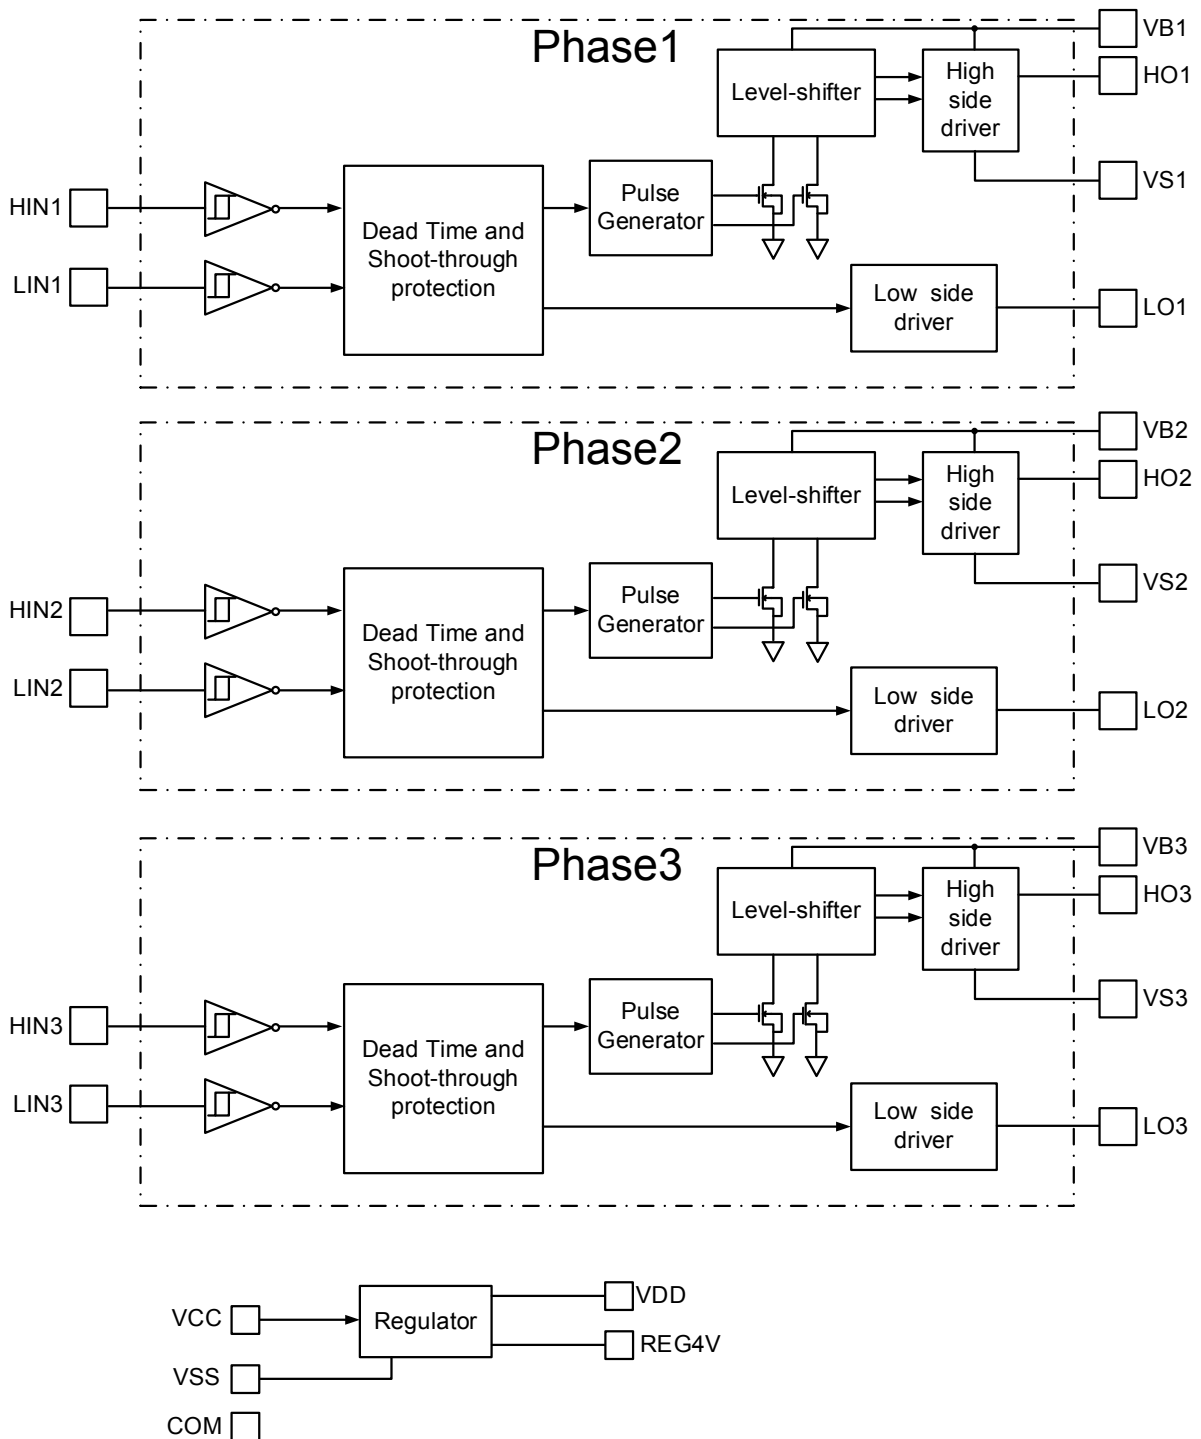 Phase1
VB1
Level-shifter
High
side
driver
HO1
VS1
HIN1
LIN1
Dead Time and
Shoot-through
protection
Pulse
Generator
Low side
driver
LO1
Phase2
VB2
Level-shifter
High
side
driver
HO2
VS2
HIN2
LIN2
Dead Time and
Shoot-through
protection
Pulse
Generator
Low side
driver
LO2
Phase3
VB3
Level-shifter
High
side
driver
HO3
VS3
HIN3
LIN3
Dead Time and
Shoot-through
protection
Pulse
Generator
Low side
driver
LO3
VCC
Regulator
VDD
REG4V
VSS
COM